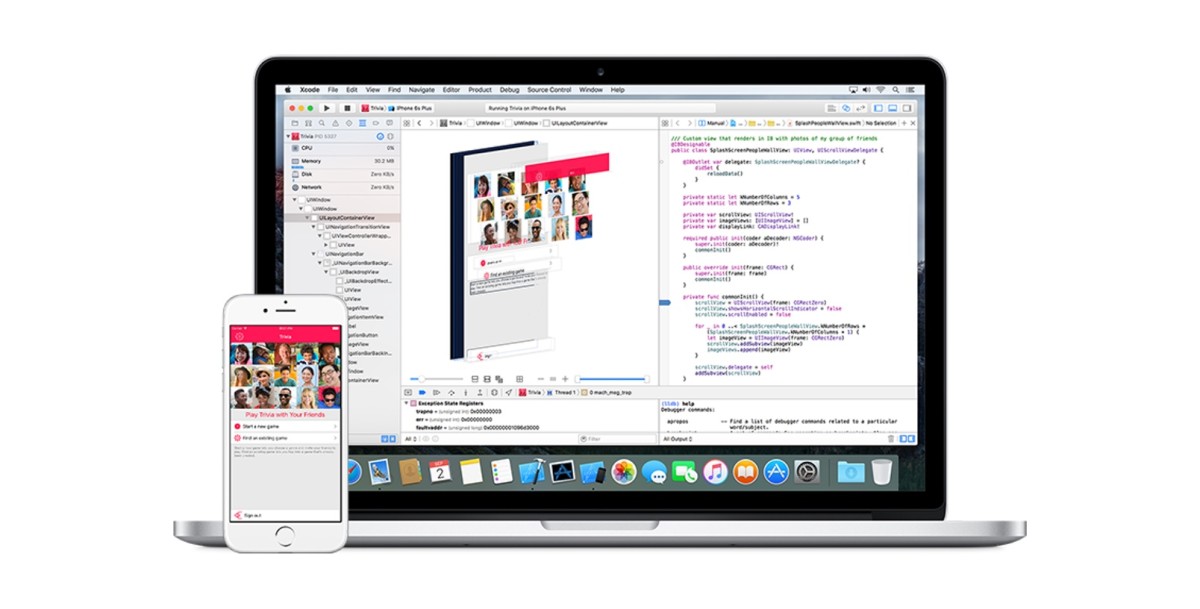 Xcode File Edit View Find Navigate Editor Product Debug Source Control Window Help
Trivia iPhone 6s Plus
Running Trivia on iPhone 6s Plus
Trivia UIWindow UIWindow UILayoutContainerView
Manual SplashPeopleWallView.swift No Selection
Trivia PID 5337
CPU 0%
Memory 30.2 MB
Disk Zero KB/s
Network Zero KB/s
UIWindow
UIWindow
UILayoutContainerView
UINavigationTransitionView
UIViewControllerWrapp...
UIView
UINavigationBar
_UINavigationBarBackgr...
_UIBackdropView
_UIBackdropEffect...
UIView
UIView
Play Trivia with
Find an existing game
/// Custom view that renders in IB with photos of my group of friends
@IBDesignable
public class SplashScreenPeopleWallView: UIView, UIScrollViewDelegate {
@IBOutlet var delegate: SplashScreenPeopleWallViewDelegate? {
didSet {
reloadData()
}
}
private static let kNumberOfColumns = 5
private static let kNumberOfRows = 3
private var scrollView: UIScrollView!
private var imageViews: [UIImageView] = []
private var displayLink: CADisplayLink!
required public init(coder aDecoder: NSCoder) {
super.init(coder: aDecoder)!
commonInit()
}
public override init(frame: CGRect) {
super.init(frame: frame)
commonInit()
}
private func commonInit() {
scrollView = UIScrollView(frame: CGRectZero)
scrollView.showsHorizontalScrollIndicator = false
scrollView.scrollEnabled = false
for _ in 0 ..< SplashScreenPeopleWallView.kNumberOfRows *
(SplashScreenPeopleWallView.kNumberOfColumns + 1) {
let imageView = UIImageView(frame: CGRectZero)
scrollView.addSubview(imageView)
imageViews.append(imageView)
}
scrollView.delegate = self
addSubview(scrollView)
}
Trivia Thread 1 0 mach_msg_trap
Exception State Registers
trapno = (unsigned int) 0x00000003
err = (unsigned int) 0x00000000
faultvaddr = (unsigned long) 0x00000001086d3000
(lldb) help
Debugger commands:
apropos -- Find a list of debugger commands related to a particular
word/subject.
All
Filter
All Output
SEP
2
Trivia
Play Trivia with Your Friends
Start a new game
Find an existing game
Sign out